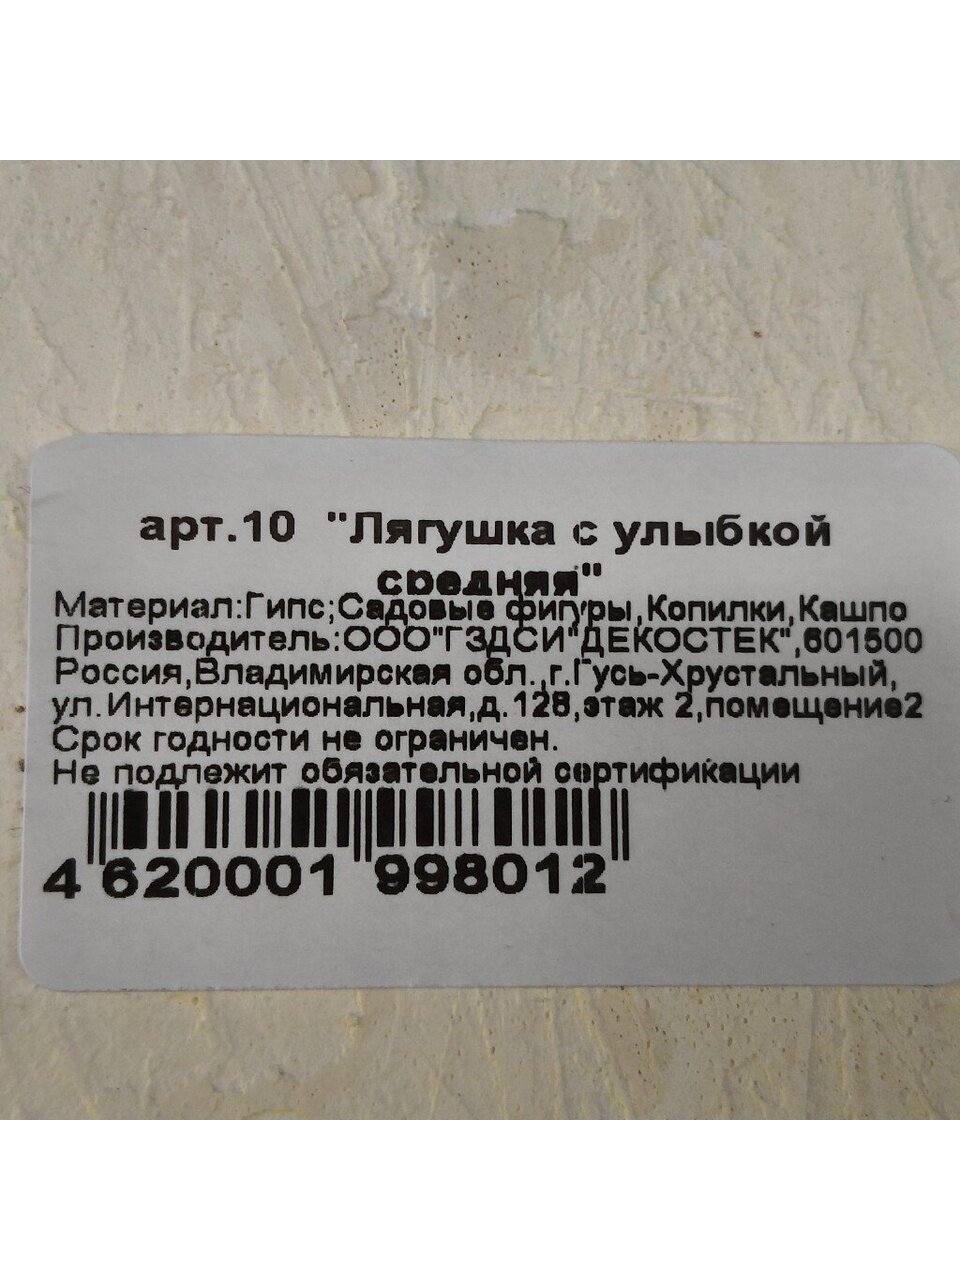 арт.10 "Лягушка с улыбкой
средняя"
Материал:Гипс;Садовые фигуры,Копилки,Кашпо
Производитель:ООО"ГЗДСИ"ДЕКОСТЕК",601500
Россия,Владимирская обл.,г.Гусь-Хрустальный,
ул.Интернациональная,д.128,этаж 2,помещение2
Срок годности не ограничен.
Не подлежит обязательной сертификации
4 620001 998012